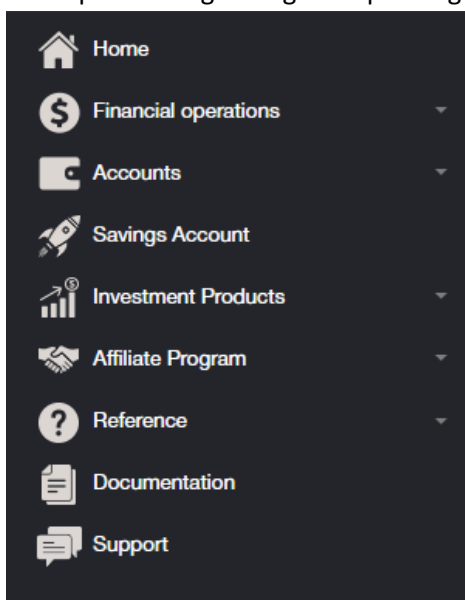 Home
Financial operations
Accounts
Savings Account
Investment Products
Affiliate Program
Reference
Documentation
Support